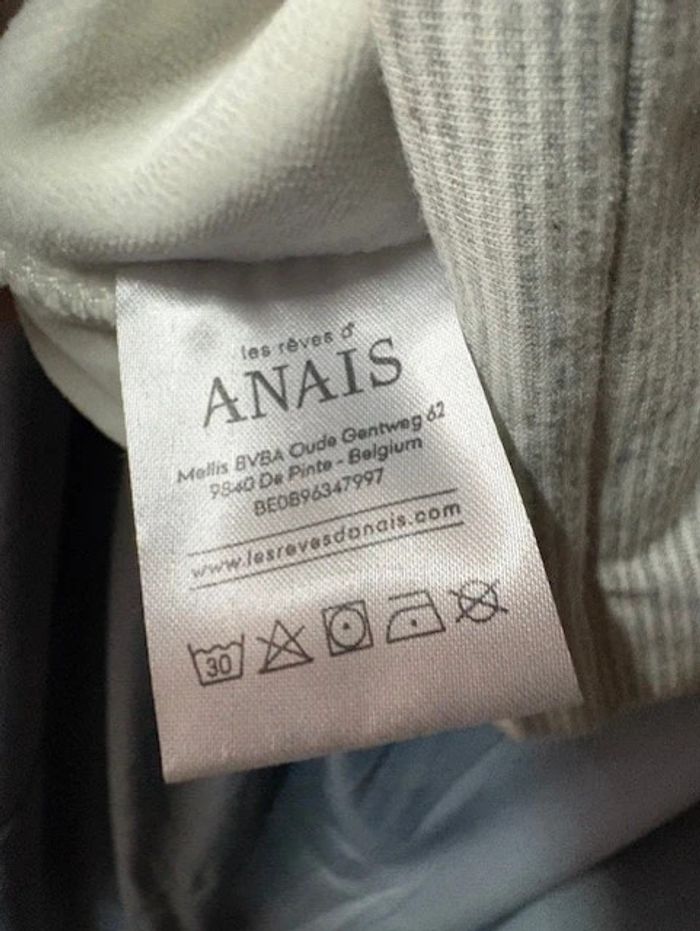 les rêves d'
ANAIS
Mellis BVBA Oude Gentweg 62
9840 De Pinte - Belgium
BE0896347997
www.lesrevesdanais.com
30